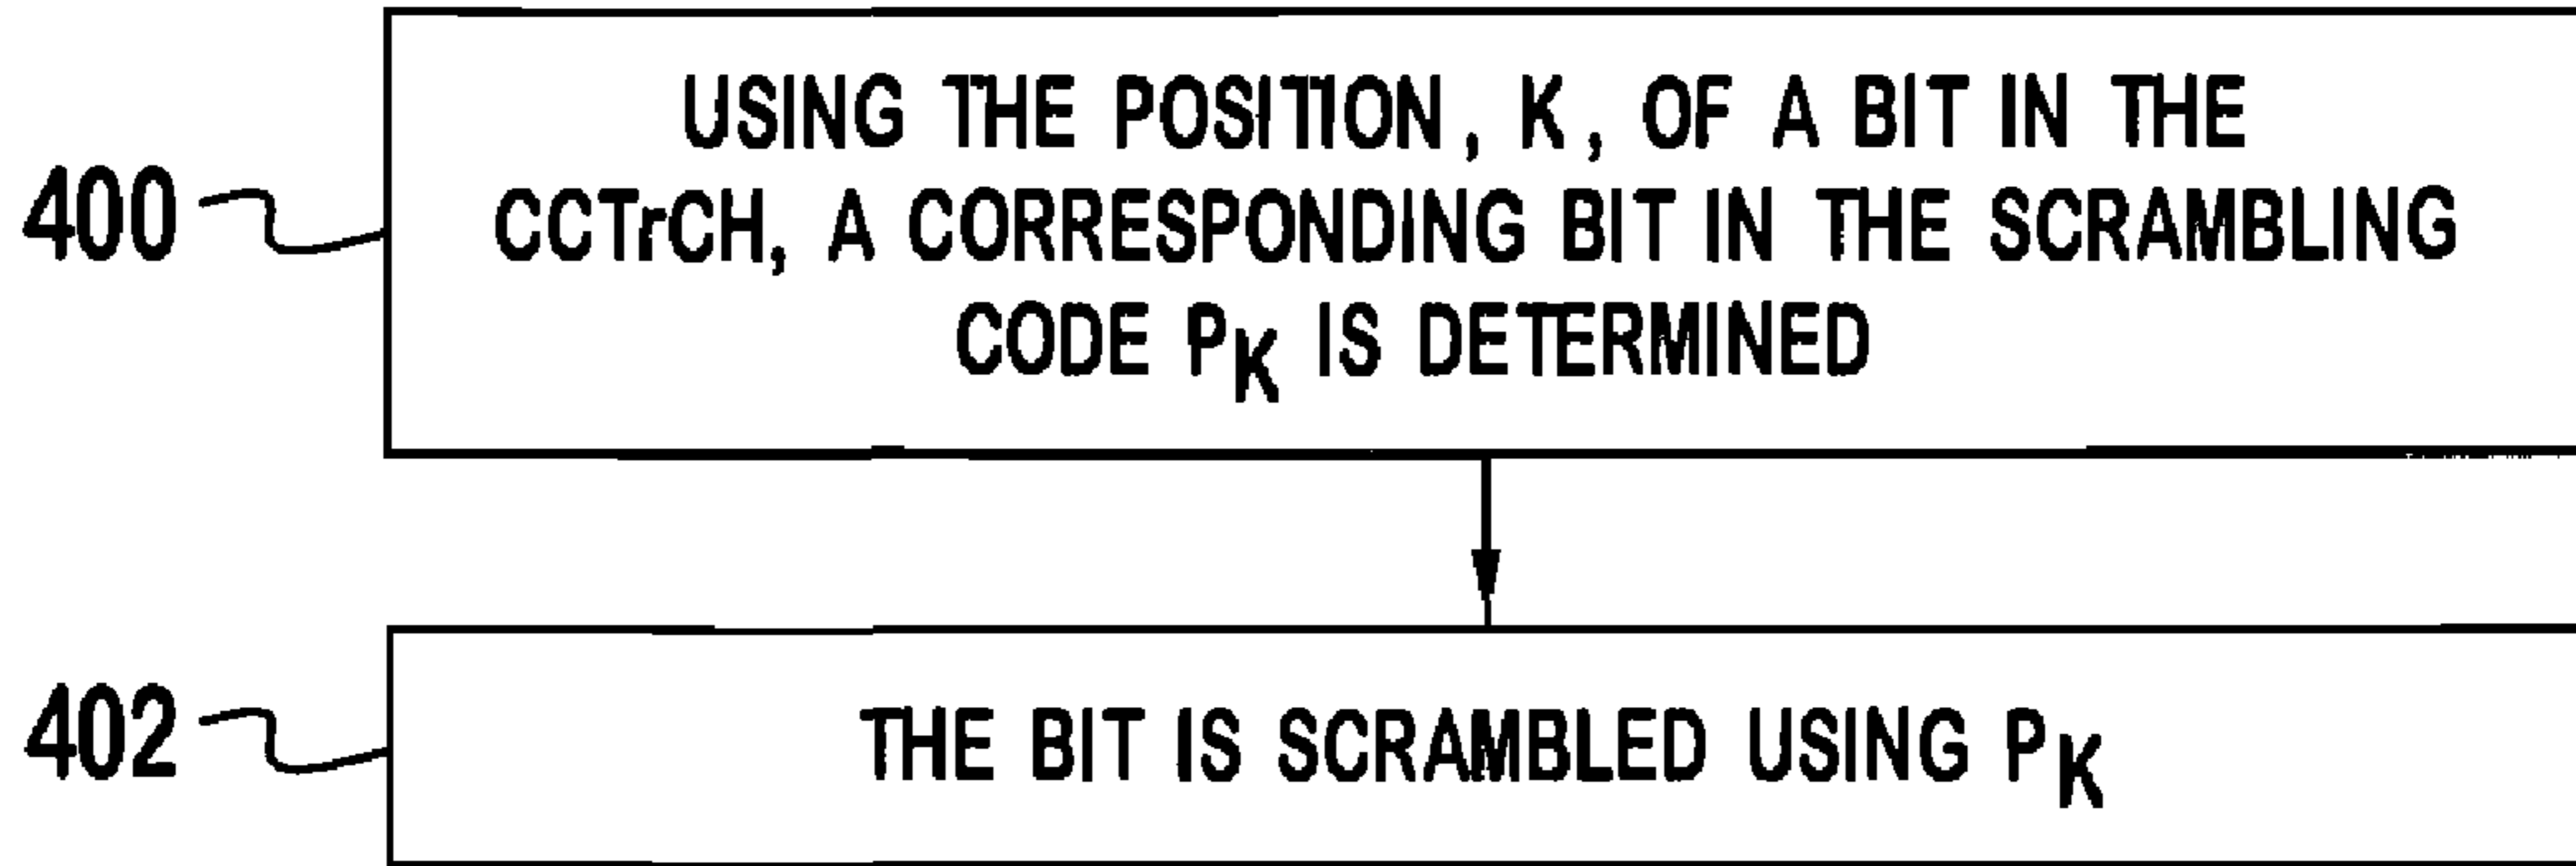 400
USING THE POSITION, K, OF A BIT IN THE
CCTrCH, A CORRESPONDING BIT IN THE SCRAMBLING
CODE PK IS DETERMINED
402
THE BIT IS SCRAMBLED USING PK